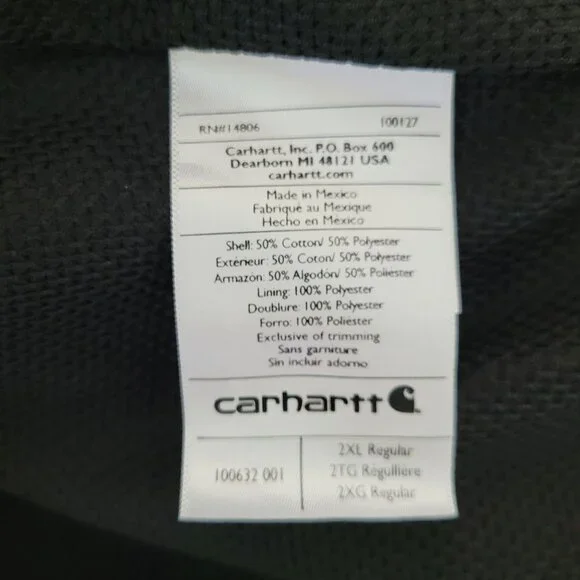 RN#14806 100127
Carhartt, Inc. P.O. Box 600
Dearborn MI 48121 USA
carhartt.com
Made in Mexico
Fabriqué au Mexique
Hecho en México
Shell: 50% Cotton/ 50% Polyester
Extérieur: 50% Coton/ 50% Polyester
Armazon: 50% Algodón/ 50% Polyester
Lining: 100% Polyester
Doublure: 100% Polyester
Forro: 100% Poliester
Exclusive of trimming
Sans garniture
Sin incluir adorno
carhartt
100632 001
2XL Regular
2TG Regulliere
2XG Regular